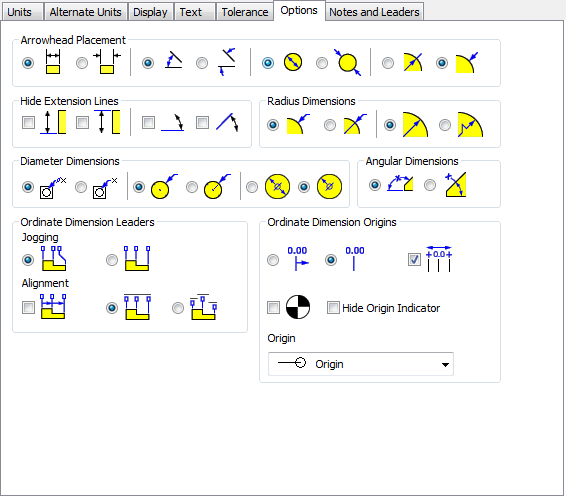 Units Alternate Units Display Text Tolerance Options Notes and Leaders
Arrowhead Placement
Hide Extension Lines Radius Dimensions
Diameter Dimensions Angular Dimensions
Ordinate Dimension Leaders Ordinate Dimension Origins
Jogging
0.00 0.00 0.0
Alignment
Hide Origin Indicator
Origin
Origin